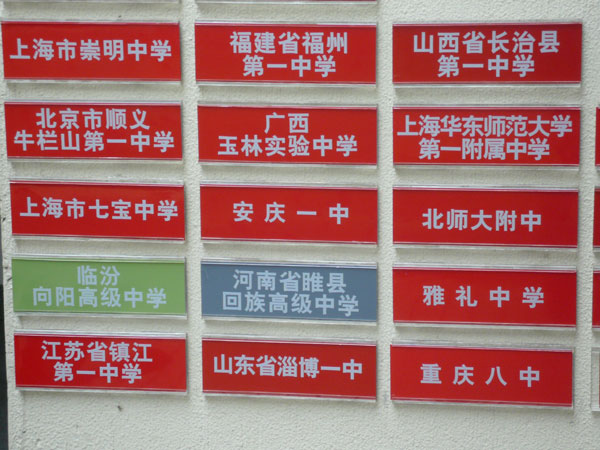 上海市崇明中学
福建省福州
第一中学
山西省长治县
第一中学
北京市顺义
牛栏山第一中学
广西
玉林实验中学
上海华东师范大学
第一附属中学
上海市七宝中学
安庆一中
北师大附中
临汾
向阳高级中学
河南省睢县
回族高级中学
雅礼中学
江苏省镇江
第一中学
山东省淄博一中
重庆八中